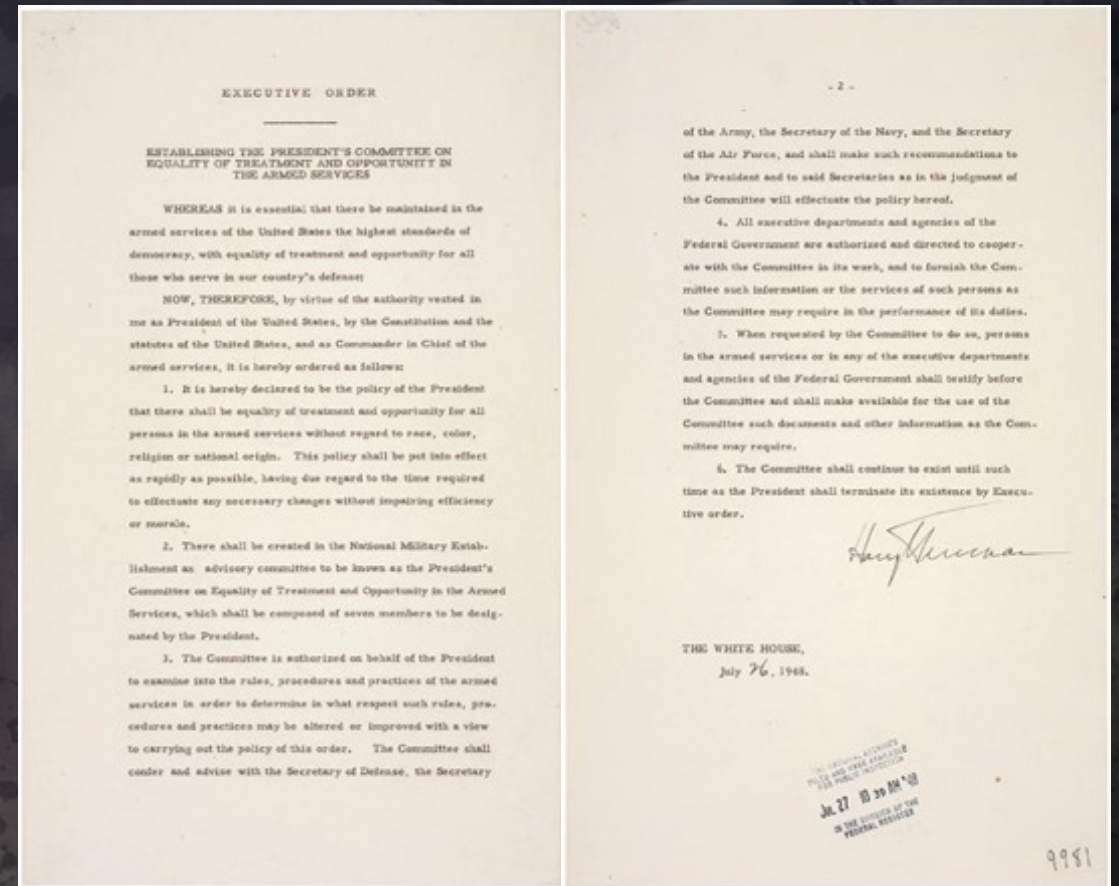 EXECUTIVE ORDER
ESTABLISHING THE PRESIDENT'S COMMITTEE ON
EQUALITY OF TREATMENT AND OPPORTUNITY IN
THE ARMED SERVICES
WHEREAS it is essential that there be maintained in the
armed services of the United States the highest standards of
democracy, with equality of treatment and opportunity for all
those who serve in our country's defense:
NOW, THEREFORE, by virtue of the authority vested in
me as President of the United States, by the Constitution and the
statutes of the United States, and as Commander in Chief of the
armed services, it is hereby ordered as follows:
1. It is hereby declared to be the policy of the President
that there shall be equality of treatment and opportunity for all
persons in the armed services without regard to race, color,
religion or national origin. This policy shall be put into effect
as rapidly as possible, having due regard to the time required
to effectuate any necessary changes without impairing efficiency
or morale.
2. There shall be created in the National Military Estab-
lishment an advisory committee to be known as the President's
Committee on Equality of Treatment and Opportunity in the Armed
Services, which shall be composed of seven members to be desig-
nated by the President.
3. The Committee is authorized on behalf of the President
to examine into the rules, procedures and practices of the armed
services in order to determine in what respect such rules, pro-
cedures and practices may be altered or improved with a view
to carrying out the policy of this order. The Committee shall
confer and advise with the Secretary of Defense, the Secretary
- 2 -
of the Army, the Secretary of the Navy, and the Secretary
of the Air Force, and shall make such recommendations to
the President and to said Secretaries as in the judgment of
the Committee will effectuate the policy hereof.
4. All executive departments and agencies of the
Federal Government are authorized and directed to cooper-
ate with the Committee in its work, and to furnish the Com-
mittee such information or the services of such persons as
the Committee may require in the performance of its duties.
5. When requested by the Committee to do so, persons
in the armed services or in any of the executive departments
and agencies of the Federal Government shall testify before
the Committee and shall make available for the use of the
Committee such documents and other information as the Com-
mittee may require.
6. The Committee shall continue to exist until such
time as the President shall terminate its existence by Execu-
tive order.
Harry Truman
THE WHITE HOUSE,
July 26, 1948.
THE NATIONAL ARCHIVES
FILED AND MADE AVAILABLE
FOR PUBLIC INSPECTION
JUL 27 10 39 AM '48
IN THE DIVISION OF THE
FEDERAL REGISTER
9981